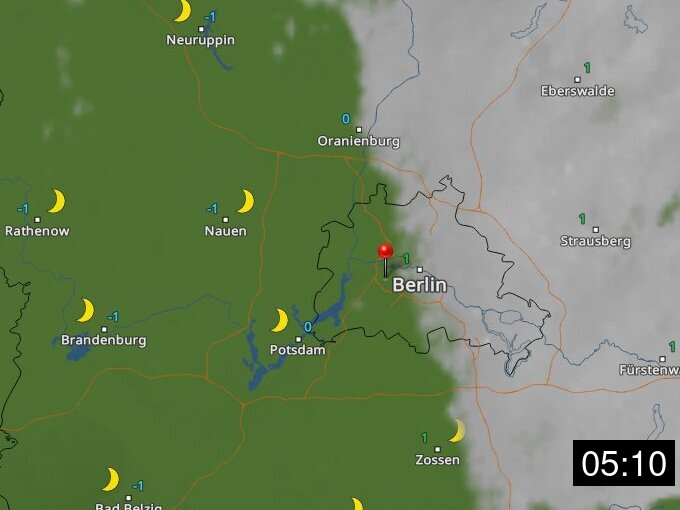 -1
Neuruppin
1
Eberswalde
0
Oranienburg
-1
Rathenow
-1
Nauen
1
Strausberg
1
Berlin
-1
Brandenburg
0
Potsdam
1
Fürstenwa
1
Zossen
-1
Bad Belzig
05:10